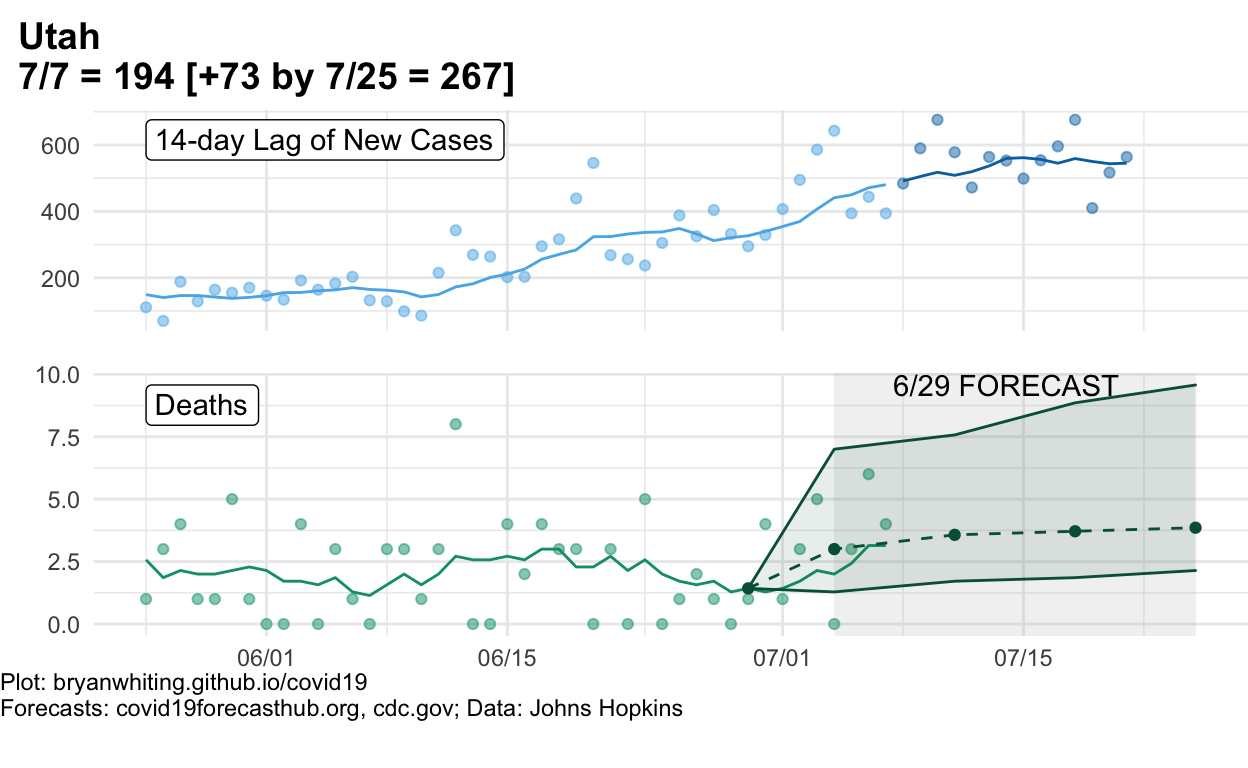 Utah
7/7 = 194 [+73 by 7/25 = 267]
14-day Lag of New Cases
600
400
200
10.0
7.5
5.0
2.5
0.0
Deaths
6/29 FORECAST
06/01 06/15 07/01 07/15
Plot: bryanwhiting.github.io/covid19
Forecasts: covid19forecasthub.org, cdc.gov; Data: Johns Hopkins